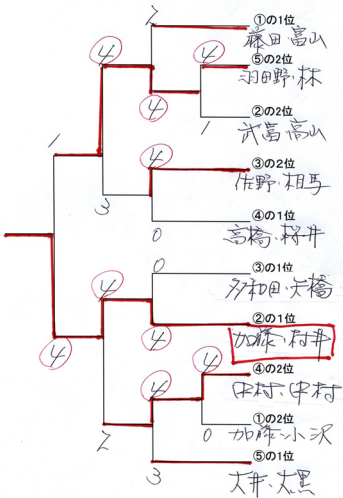 2
①の1位
藤田・富山
④
④
⑤の2位
羽田野・林
④
②の2位
1
武富・高山
1
④
③の2位
佐野・相馬
3
④の1位
0
高橋・桜井
0
③の1位
多和田・矢橋
④
②の1位
④
加藤・村井
④
④
④の2位
中村・中村
④
①の2位
2
0
加藤・小沢
⑤の1位
3
大井・大黒